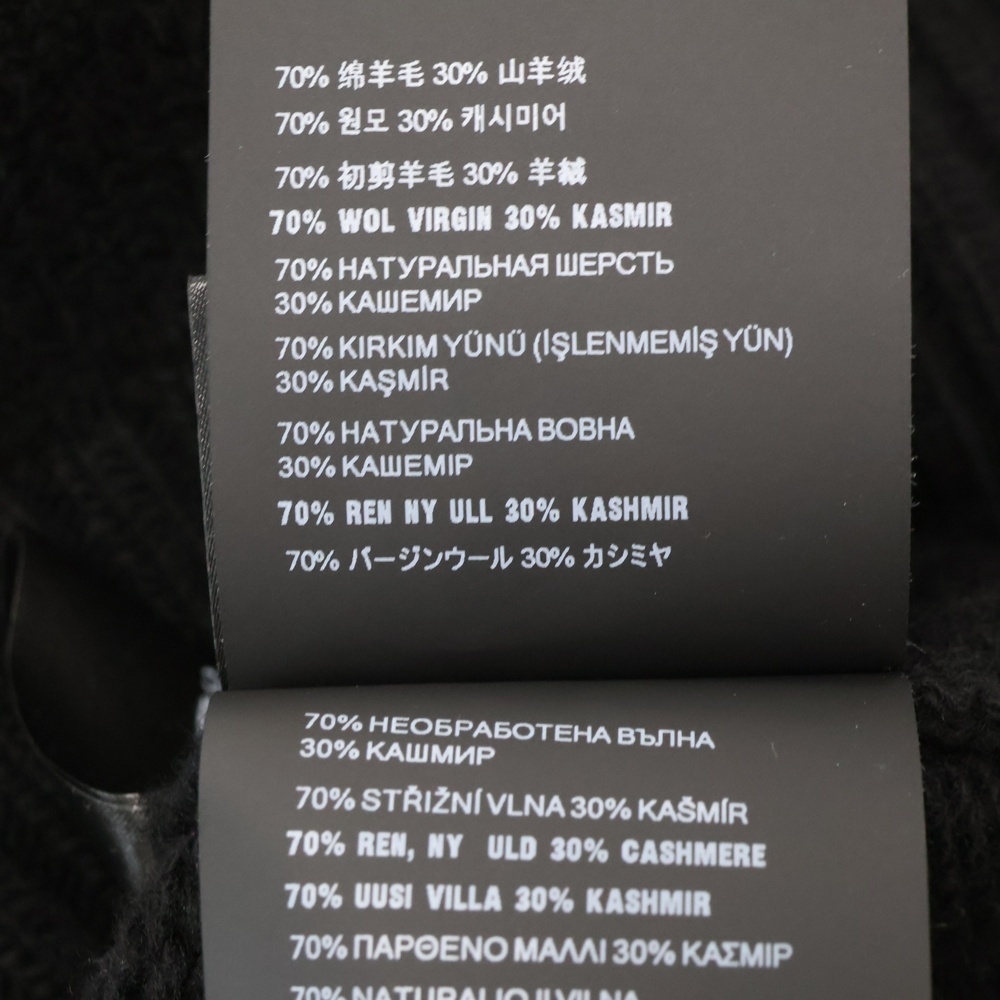 70% 绵羊毛 30% 山羊绒
70% 원모 30% 캐시미어
70% 初剪羊毛 30% 羊絨
70% WOL VIRGIN 30% KASMIR
70% НАТУРАЛЬНАЯ ШЕРСТЬ
30% КАШЕМИР
70% KIRKIM YÜNÜ (İŞLENMEMİŞ YÜN)
30% KAŞMİR
70% НАТУРАЛЬНА ВОВНА
30% КАШЕМІР
70% REN NY ULL 30% KASHMIR
70% バージンウール 30% カシミヤ
70% НЕОБРАБОТЕНА ВЪЛНА
30% КАШМИР
70% STŘIŽNÍ VLNA 30% KAŠMÍR
70% REN, NY ULD 30% CASHMERE
70% UUSI VILLA 30% KASHMIR
70% ΠΑΡΘΕΝΟ ΜΑΛΛΙ 30% ΚΑΣΜΙΡ
70%